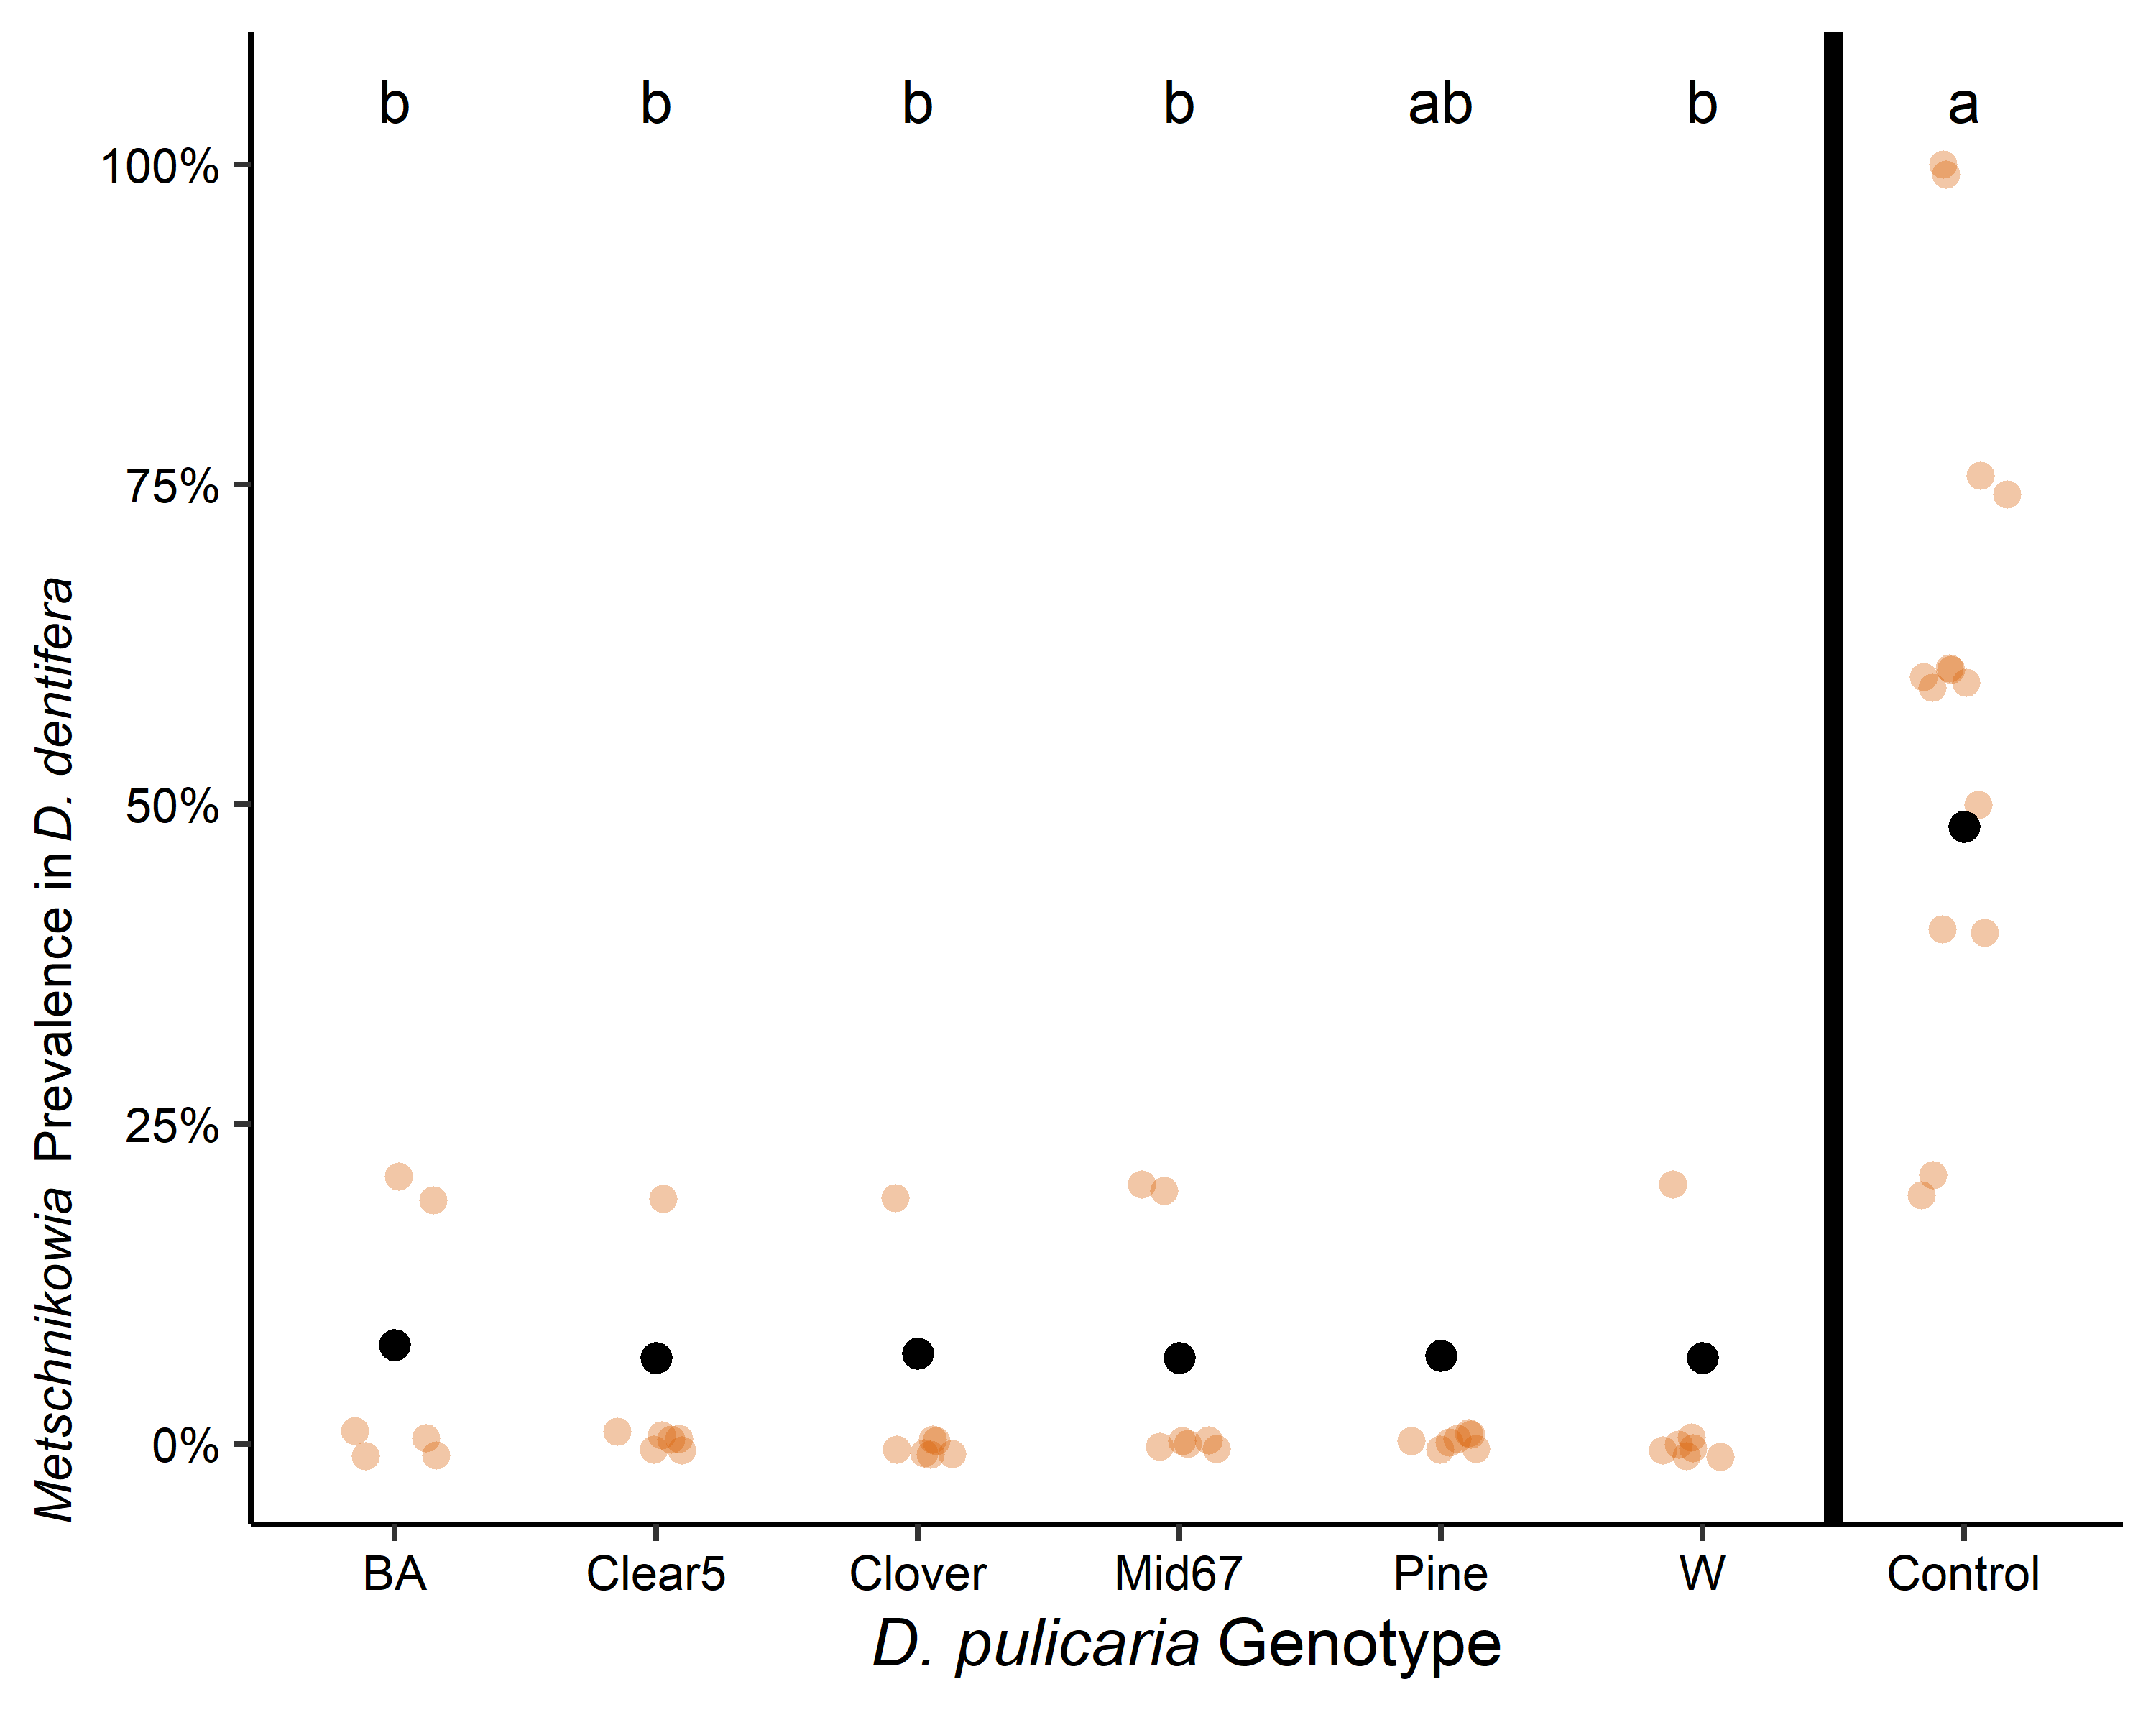 b b b b ab b a
100%
75%
50%
25%
0%
Metschnikowia Prevalence in D. dentifera
BA Clear5 Clover Mid67 Pine W Control
D. pulicaria Genotype